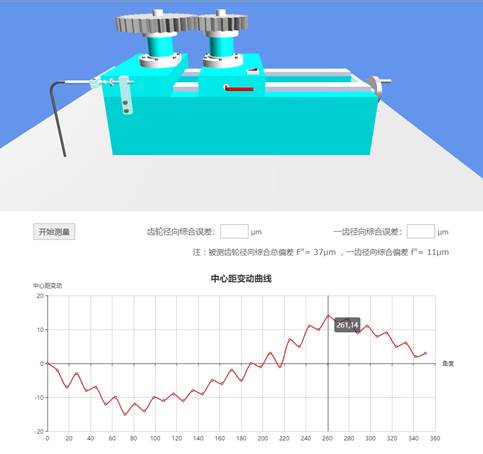 开始测量 齿轮径向综合误差: μm 一齿径向综合误差: μm
注：被测齿轮径向综合总偏差 F"= 37μm ，一齿径向综合偏差 f"= 11μm
中心距变动曲线
中心距变动
20
10
261,14
0
角度
-10
-20
0 20 40 60 80 100 120 140 160 180 200 220 240 260 280 300 320 340 360